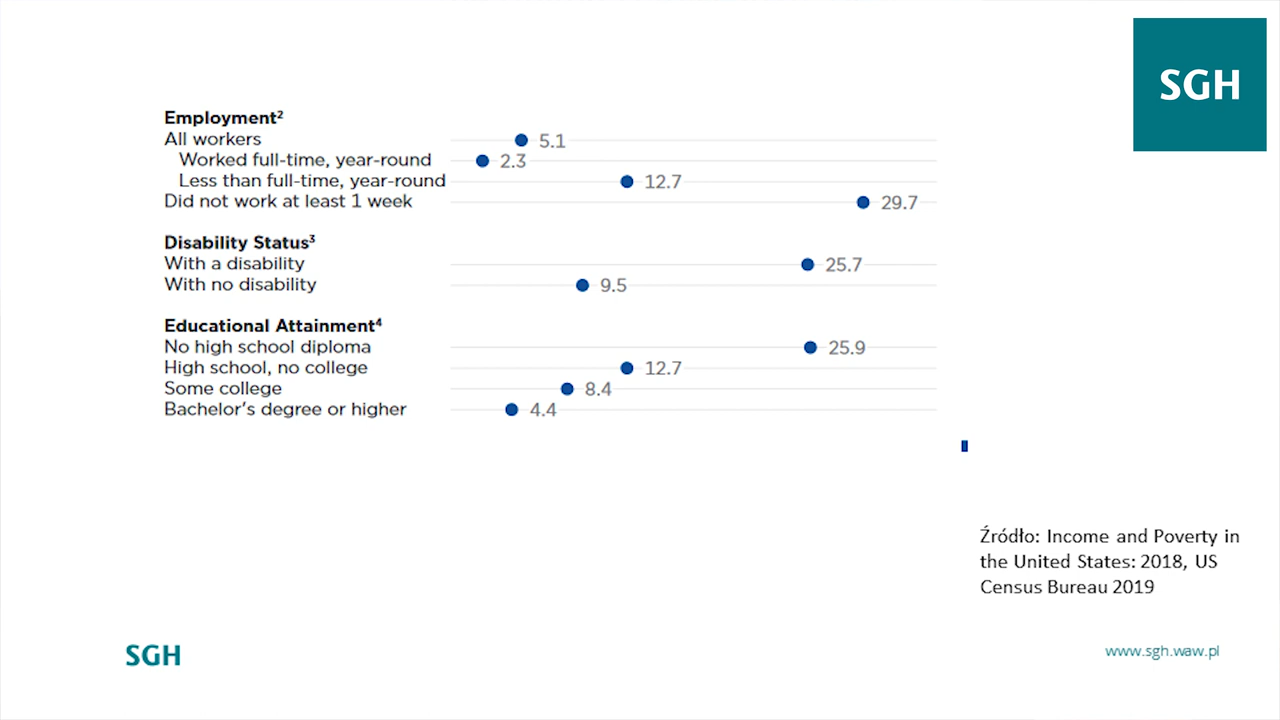 SGH
Employment²
All workers 5.1
Worked full-time, year-round 2.3
Less than full-time, year-round 12.7
Did not work at least 1 week 29.7
Disability Status³
With a disability 25.7
With no disability 9.5
Educational Attainment⁴
No high school diploma 25.9
High school, no college 12.7
Some college 8.4
Bachelor's degree or higher 4.4
Źródło: Income and Poverty in
the United States: 2018, US
Census Bureau 2019
SGH
www.sgh.waw.pl